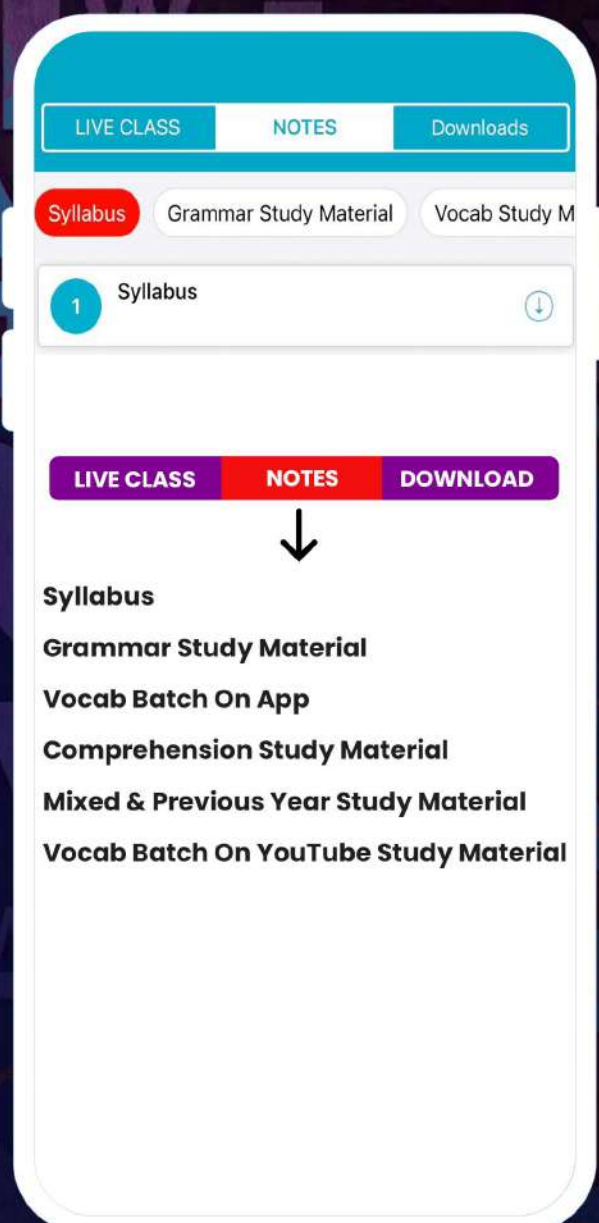 LIVE CLASS NOTES Downloads
Syllabus Grammar Study Material Vocab Study M
1 Syllabus
LIVE CLASS NOTES DOWNLOAD
Syllabus
Grammar Study Material
Vocab Batch On App
Comprehension Study Material
Mixed & Previous Year Study Material
Vocab Batch On YouTube Study Material